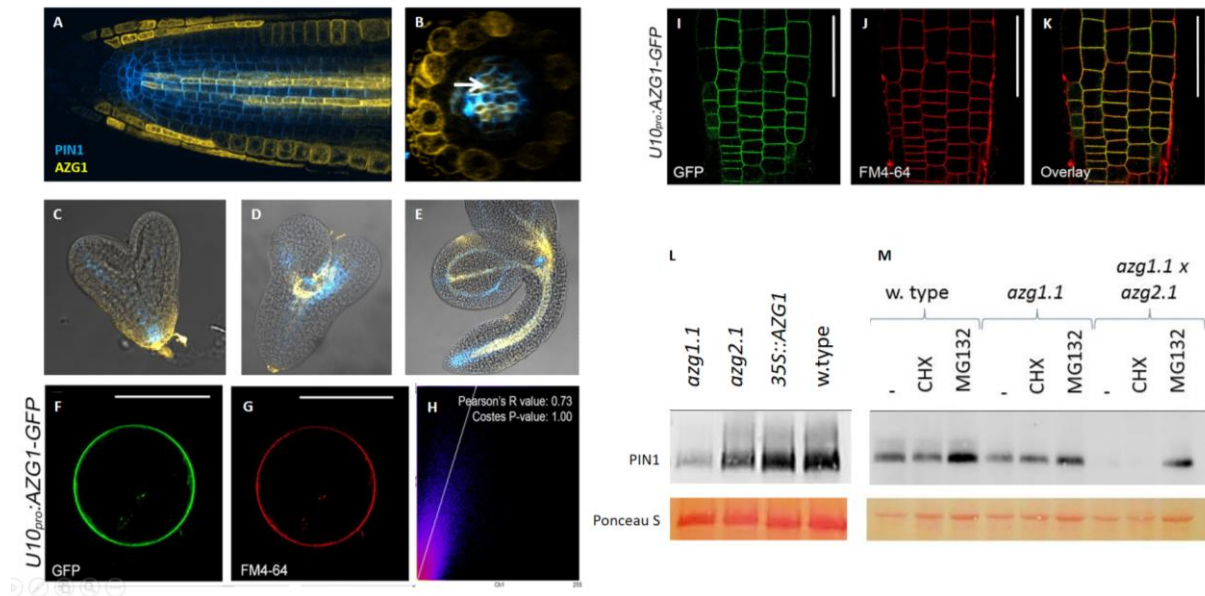 A
PIN1
AZG1
B
C
D
E
U10pro:AZG1-GFP
F
GFP
G
FM4-64
H
Pearson's R value: 0.73
Costes P-value: 1.00
Ch1
255
U10pro:AZG1-GFP
I
GFP
J
FM4-64
K
Overlay
L
azg1.1
azg2.1
35S::AZG1
w.type
PIN1
Ponceau S
M
w. type
azg1.1
azg1.1 x
azg2.1
-
CHX
MG132
-
CHX
MG132
-
CHX
MG132